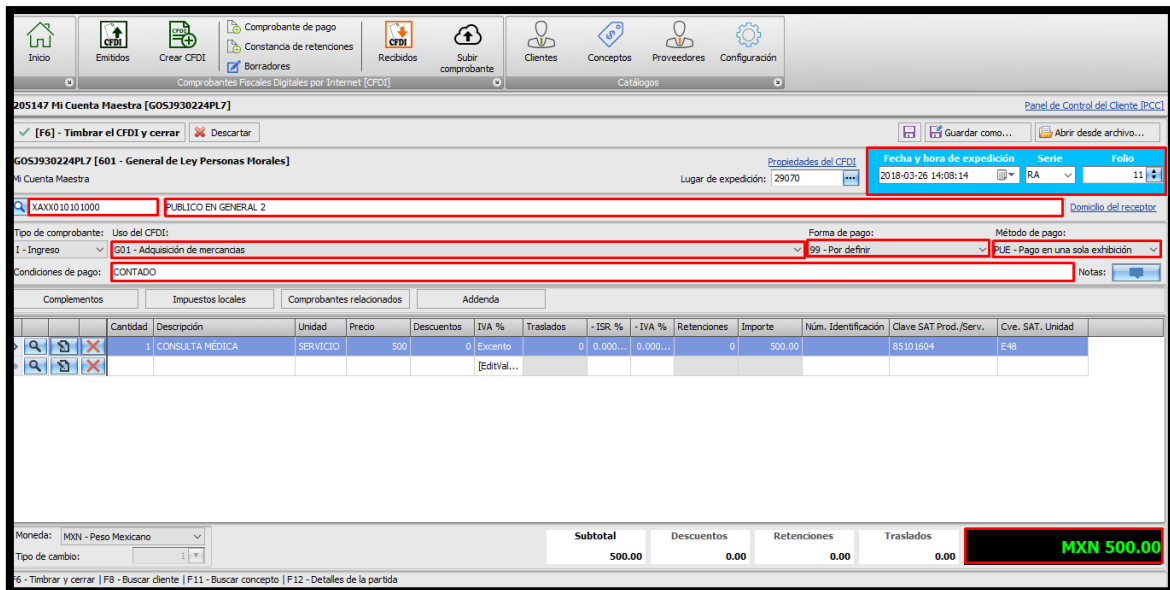 Inicio
CFDI
Emitidos
CFDI
Crear CFDI
Comprobante de pago
Constancia de retenciones
Borradores
CFDI
Recibidos
Subir
comprobante
Clientes
Conceptos
Proveedores
Configuración
Comprobantes Fiscales Digitales por Internet [CFDI]
Catálogos
205147 Mi Cuenta Maestra [GOSJ930224PL7]
Panel de Control del Cliente [PCC]
[F6] - Timbrar el CFDI y cerrar
Descartar
Guardar como...
Abrir desde archivo...
GOSJ930224PL7 [601 - General de Ley Personas Morales]
Mi Cuenta Maestra
Propiedades del CFDI
Lugar de expedición: 29070
Fecha y hora de expedición Serie Folio
2018-03-26 14:08:14 RA 11
XAXX010101000 PUBLICO EN GENERAL 2
Domicilio del receptor
Tipo de comprobante: Uso del CFDI: Forma de pago: Método de pago:
I - Ingreso G01 - Adquisición de mercancias 99 - Por definir PUE - Pago en una sola exhibición
Condiciones de pago: CONTADO Notas:
Complementos Impuestos locales Comprobantes relacionados Addenda
Cantidad Descripción Unidad Precio Descuentos IVA % Traslados - ISR % - IVA % Retenciones Importe Núm. Identificación Clave SAT Prod./Serv. Cve. SAT. Unidad
1 CONSULTA MÉDICA SERVICIO 500 0 Excento 0 0.000... 0.000... 0 500.00 85101604 E48
[EditVal...
Moneda: MXN - Peso Mexicano
Tipo de cambio: 1
Subtotal Descuentos Retenciones Traslados
500.00 0.00 0.00 0.00
MXN 500.00
F6 - Timbrar y cerrar | F8 - Buscar cliente | F11 - Buscar concepto | F12 - Detalles de la partida